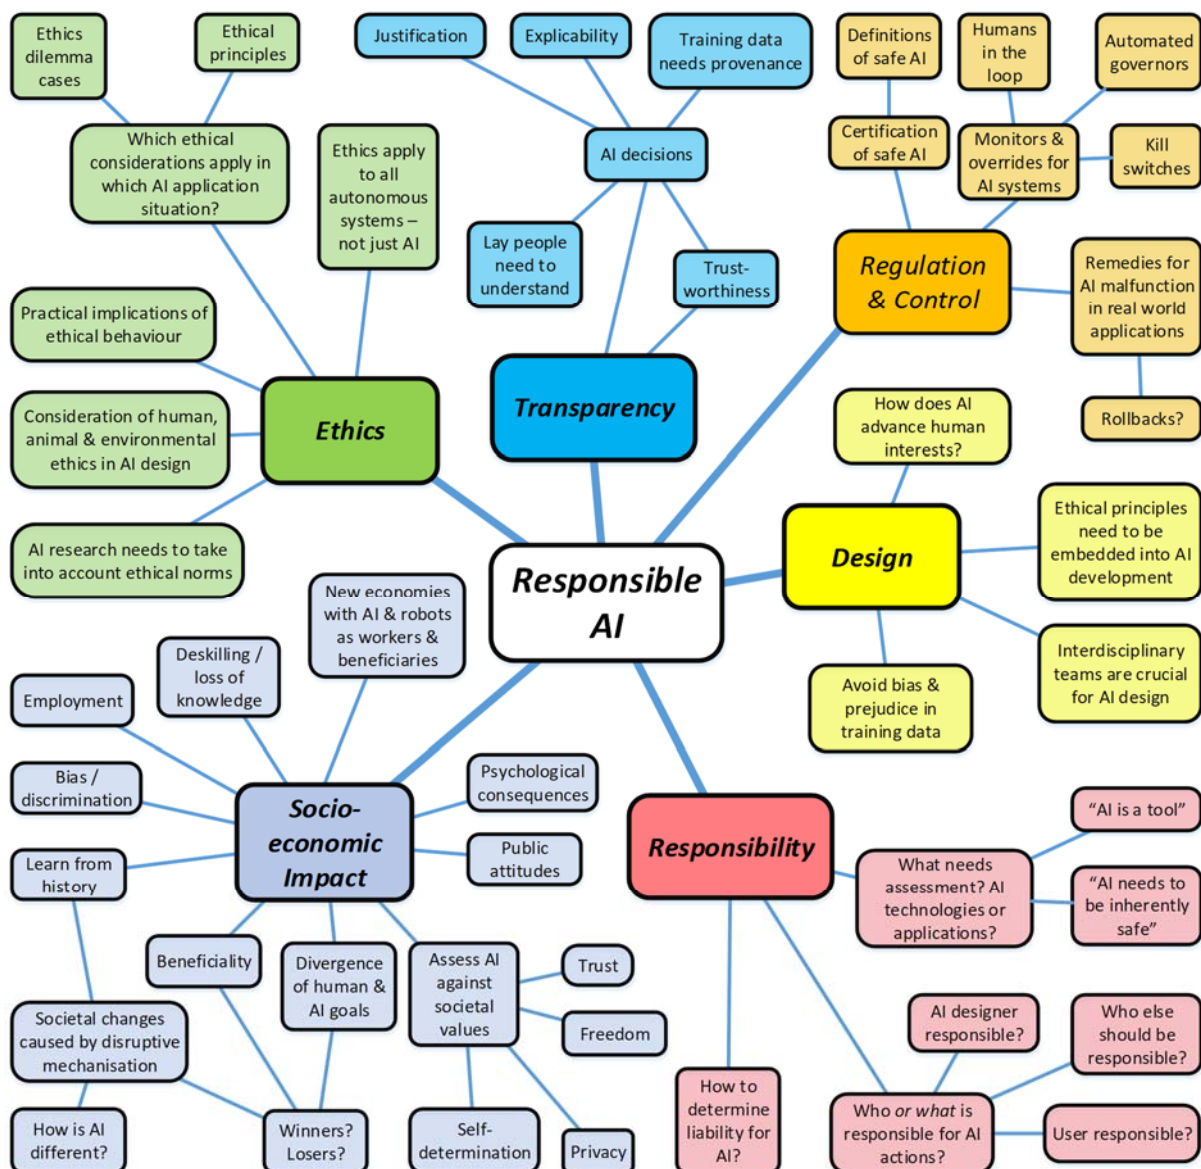 Ethics
dilemma
cases
Ethical
principles
Which ethical
considerations apply in
which AI application
situation?
Ethics apply
to all
autonomous
systems –
not just AI
Practical implications of
ethical behaviour
Consideration of human,
animal & environmental
ethics in AI design
AI research needs to take
into account ethical norms
Ethics
Justification
Explicability
Training data
needs provenance
AI decisions
Lay people
need to
understand
Trust-
worthiness
Transparency
Definitions
of safe AI
Humans
in the
loop
Automated
governors
Certification
of safe AI
Monitors &
overrides for
AI systems
Kill
switches
Regulation
& Control
Remedies for
AI malfunction
in real world
applications
Rollbacks?
How does AI
advance human
interests?
Design
Ethical principles
need to be
embedded into AI
development
Interdisciplinary
teams are crucial
for AI design
Avoid bias &
prejudice in
training data
Responsible
AI
New economies
with AI & robots
as workers &
beneficiaries
Deskilling /
loss of
knowledge
Employment
Bias /
discrimination
Learn from
history
Socio-
economic
Impact
Psychological
consequences
Public
attitudes
Beneficiality
Divergence
of human &
AI goals
Assess AI
against
societal
values
Trust
Freedom
Societal changes
caused by disruptive
mechanisation
How is AI
different?
Winners?
Losers?
Self-
determination
Privacy
Responsibility
What needs
assessment? AI
technologies or
applications?
“AI is a tool”
“AI needs to
be inherently
safe”
How to
determine
liability for
AI?
AI designer
responsible?
Who else
should be
responsible?
Who or what is
responsible for AI
actions?
User responsible?